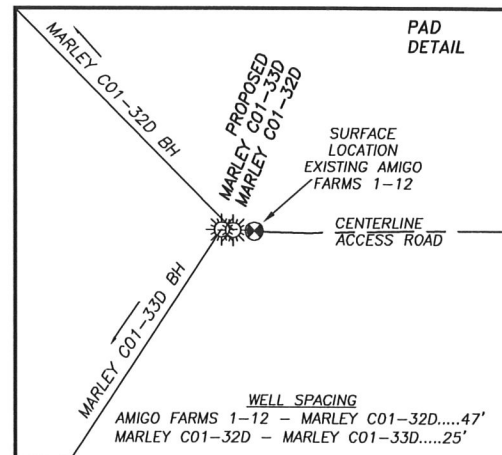 PAD
DETAIL
MARLEY C01-32D BH
PROPOSED
MARLEY C01-33D
MARLEY C01-32D
SURFACE
LOCATION
EXISTING AMIGO
FARMS 1-12
CENTERLINE
ACCESS ROAD
MARLEY C01-33D BH
WELL SPACING
AMIGO FARMS 1-12 - MARLEY C01-32D.....47'
MARLEY C01-32D - MARLEY C01-33D.....25'